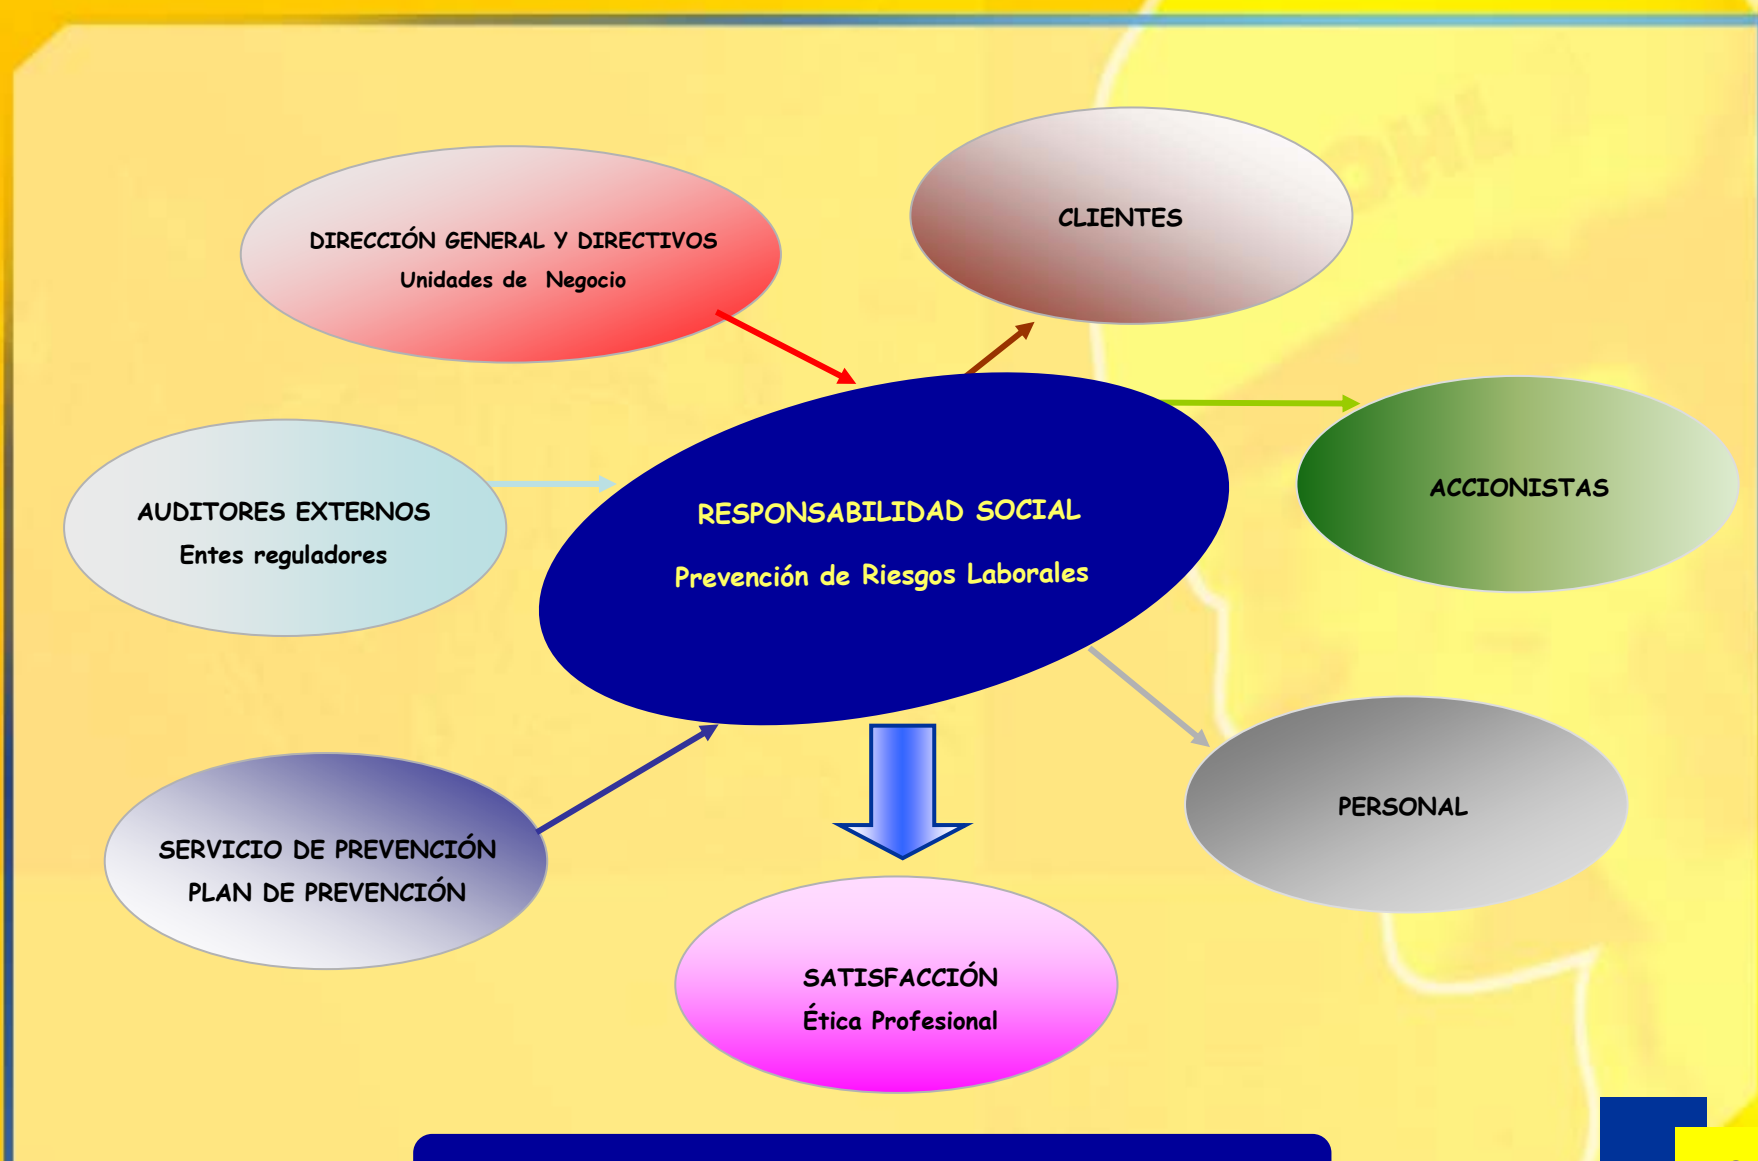 CLIENTES
DIRECCIÓN GENERAL Y DIRECTIVOS
Unidades de Negocio
ACCIONISTAS
AUDITORES EXTERNOS
Entes reguladores
RESPONSABILIDAD SOCIAL
Prevención de Riesgos Laborales
PERSONAL
SERVICIO DE PREVENCIÓN
PLAN DE PREVENCIÓN
SATISFACCIÓN
Ética Profesional
OHL